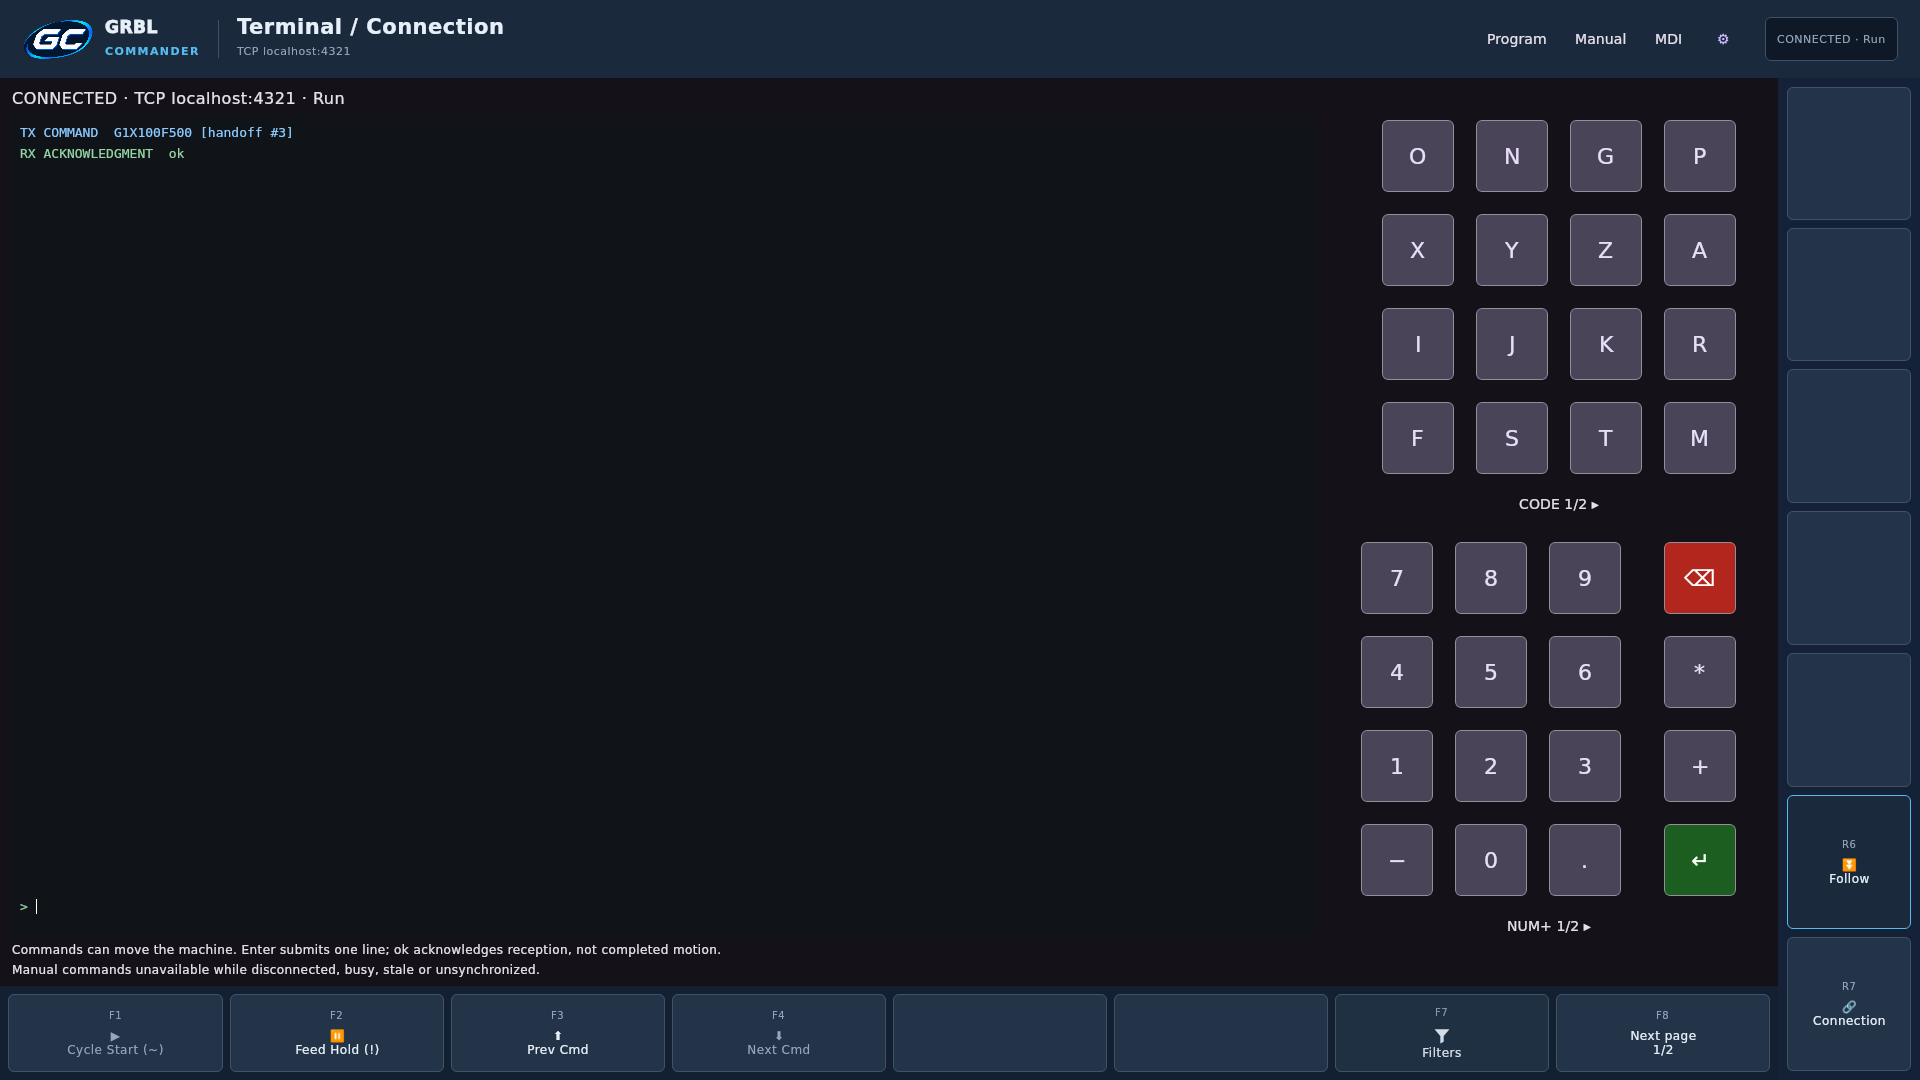 GC GRBL COMMANDER
Terminal / Connection
TCP localhost:4321
Program Manual MDI ⚙ CONNECTED · Run
CONNECTED · TCP localhost:4321 · Run
TX COMMAND  G1X100F500 [handoff #3]
RX ACKNOWLEDGMENT  ok
>
Commands can move the machine. Enter submits one line; ok acknowledges reception, not completed motion.
Manual commands unavailable while disconnected, busy, stale or unsynchronized.
O N G P
X Y Z A
I J K R
F S T M
CODE 1/2 ▸
7 8 9 ⌫
4 5 6 *
1 2 3 +
− 0 . ↵
NUM+ 1/2 ▸
R6
Follow
R7
Connection
F1
Cycle Start (~)
F2
Feed Hold (!)
F3
Prev Cmd
F4
Next Cmd
F7
Filters
F8
Next page
1/2